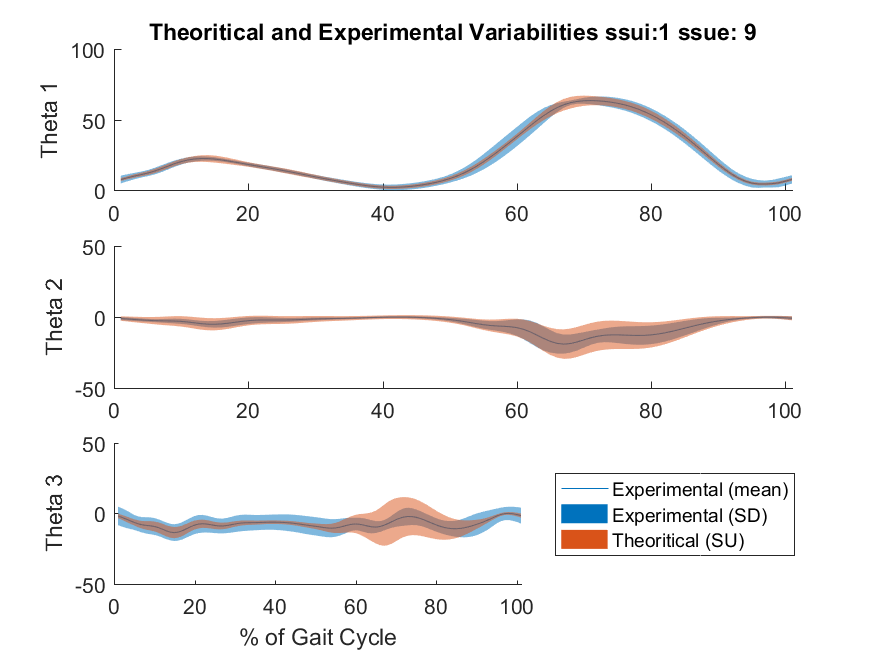 Theoritical and Experimental Variabilities ssui:1 ssue: 9
100
50
0
Theta 1
0 20 40 60 80 100
50
0
-50
Theta 2
0 20 40 60 80 100
50
0
-50
Theta 3
0 20 40 60 80 100
% of Gait Cycle
Experimental (mean)
Experimental (SD)
Theoritical (SU)